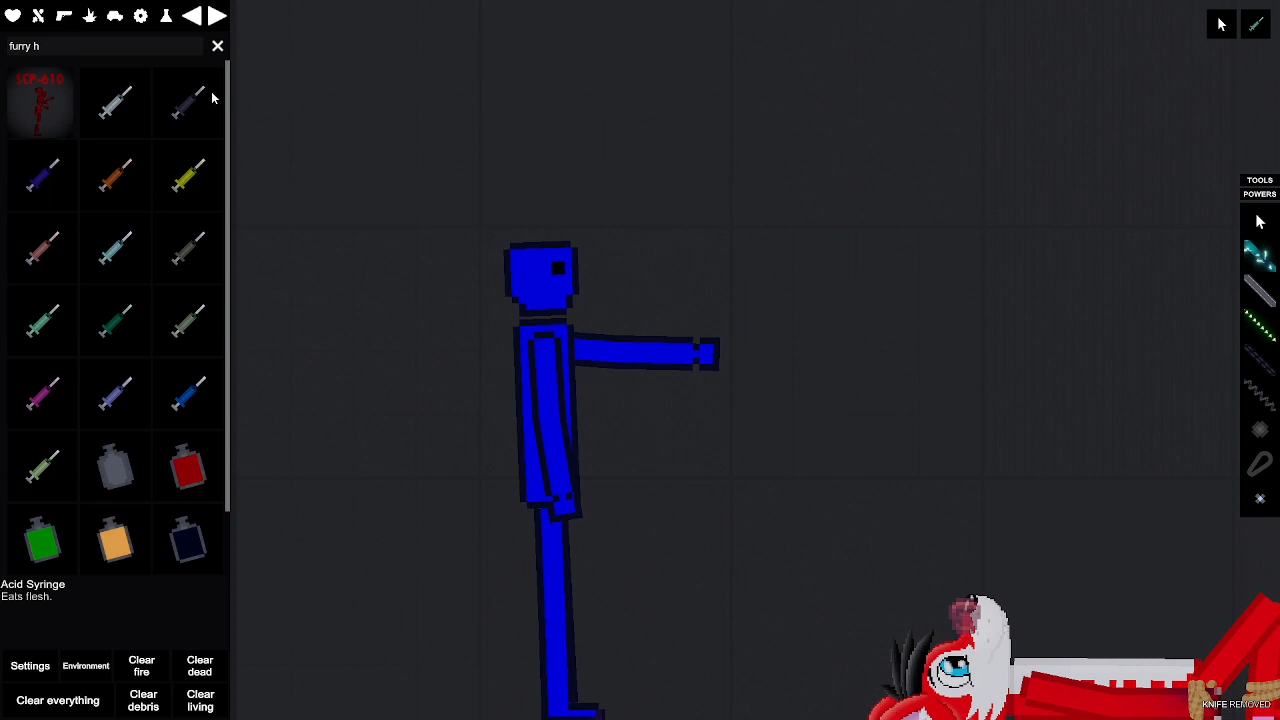 furry h
SCP-610
TOOLS
POWERS
Acid Syringe
Eats flesh.
Settings
Environment
Clear
fire
Clear
dead
Clear everything
Clear
debris
Clear
living
KNIFE REMOVED